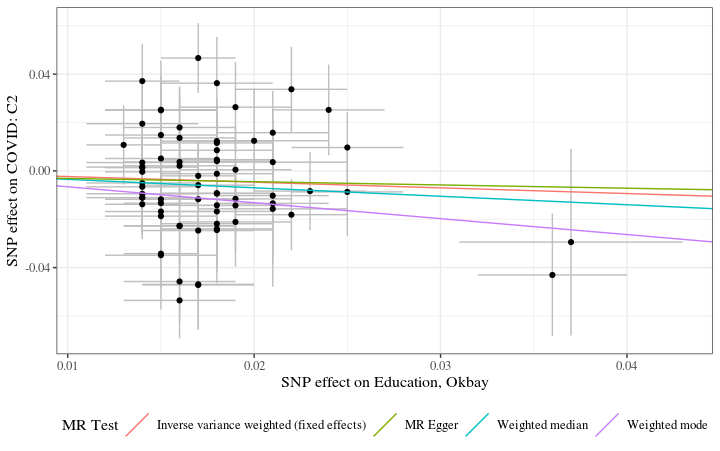 SNP effect on COVID: C2
0.04
0.00
-0.04
0.01
0.02
0.03
0.04
SNP effect on Education, Okbay
MR Test
Inverse variance weighted (fixed effects)
MR Egger
Weighted median
Weighted mode